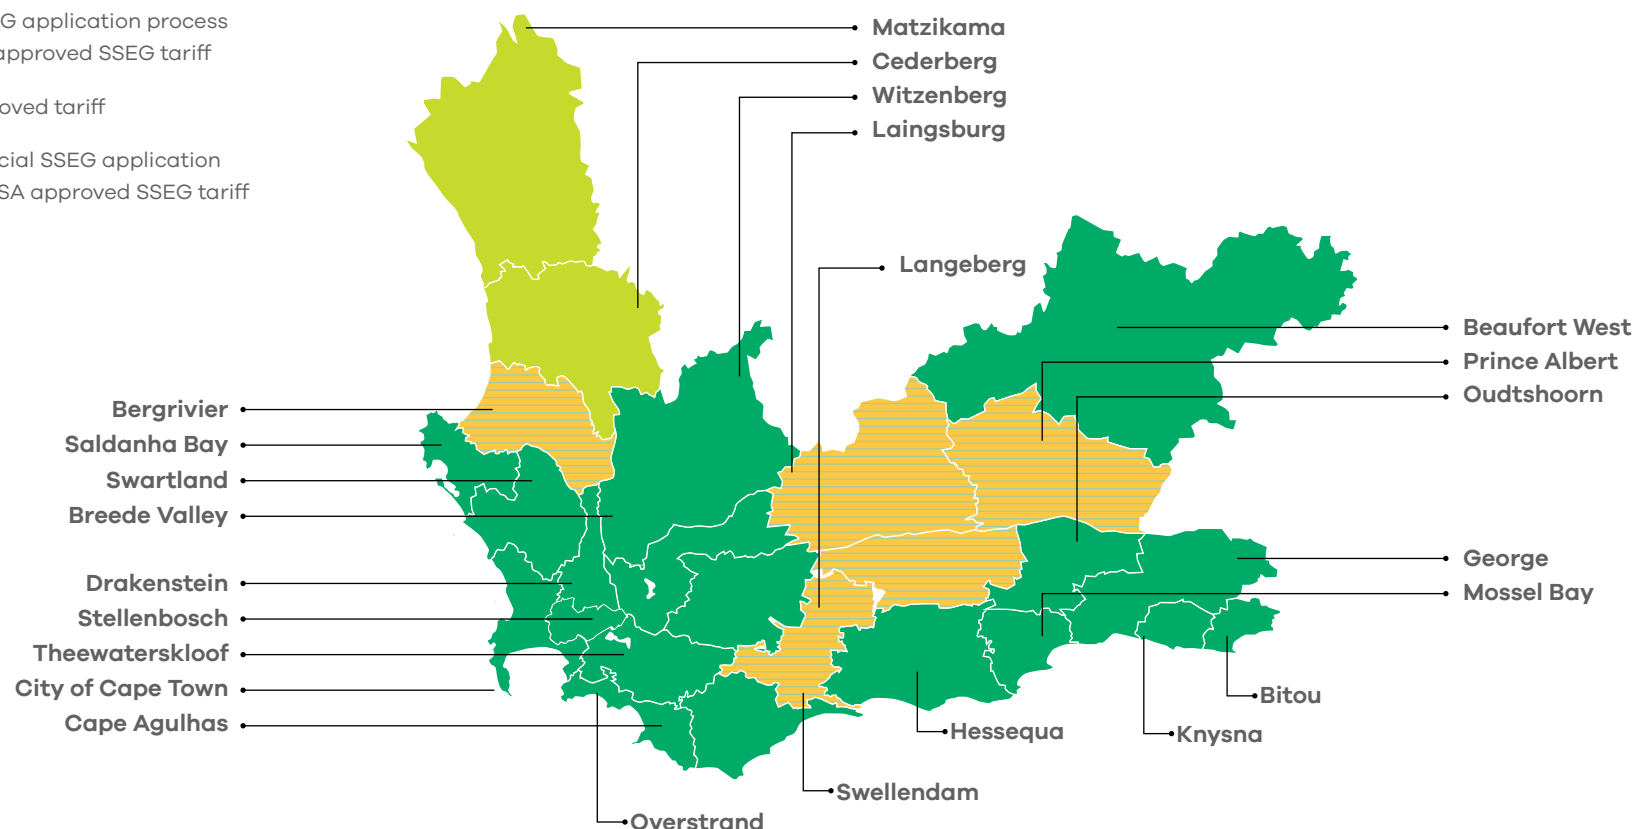 G application process
approved SSEG tariff
oved tariff
cial SSEG application
SA approved SSEG tariff
Matzikama
Cederberg
Witzenberg
Laingsburg
Langeberg
Beaufort West
Prince Albert
Oudtshoorn
George
Mossel Bay
Bergrivier
Saldanha Bay
Swartland
Breede Valley
Drakenstein
Stellenbosch
Theewaterskloof
City of Cape Town
Cape Agulhas
Bitou
Knysna
Hessequa
Swellendam
Overstrand